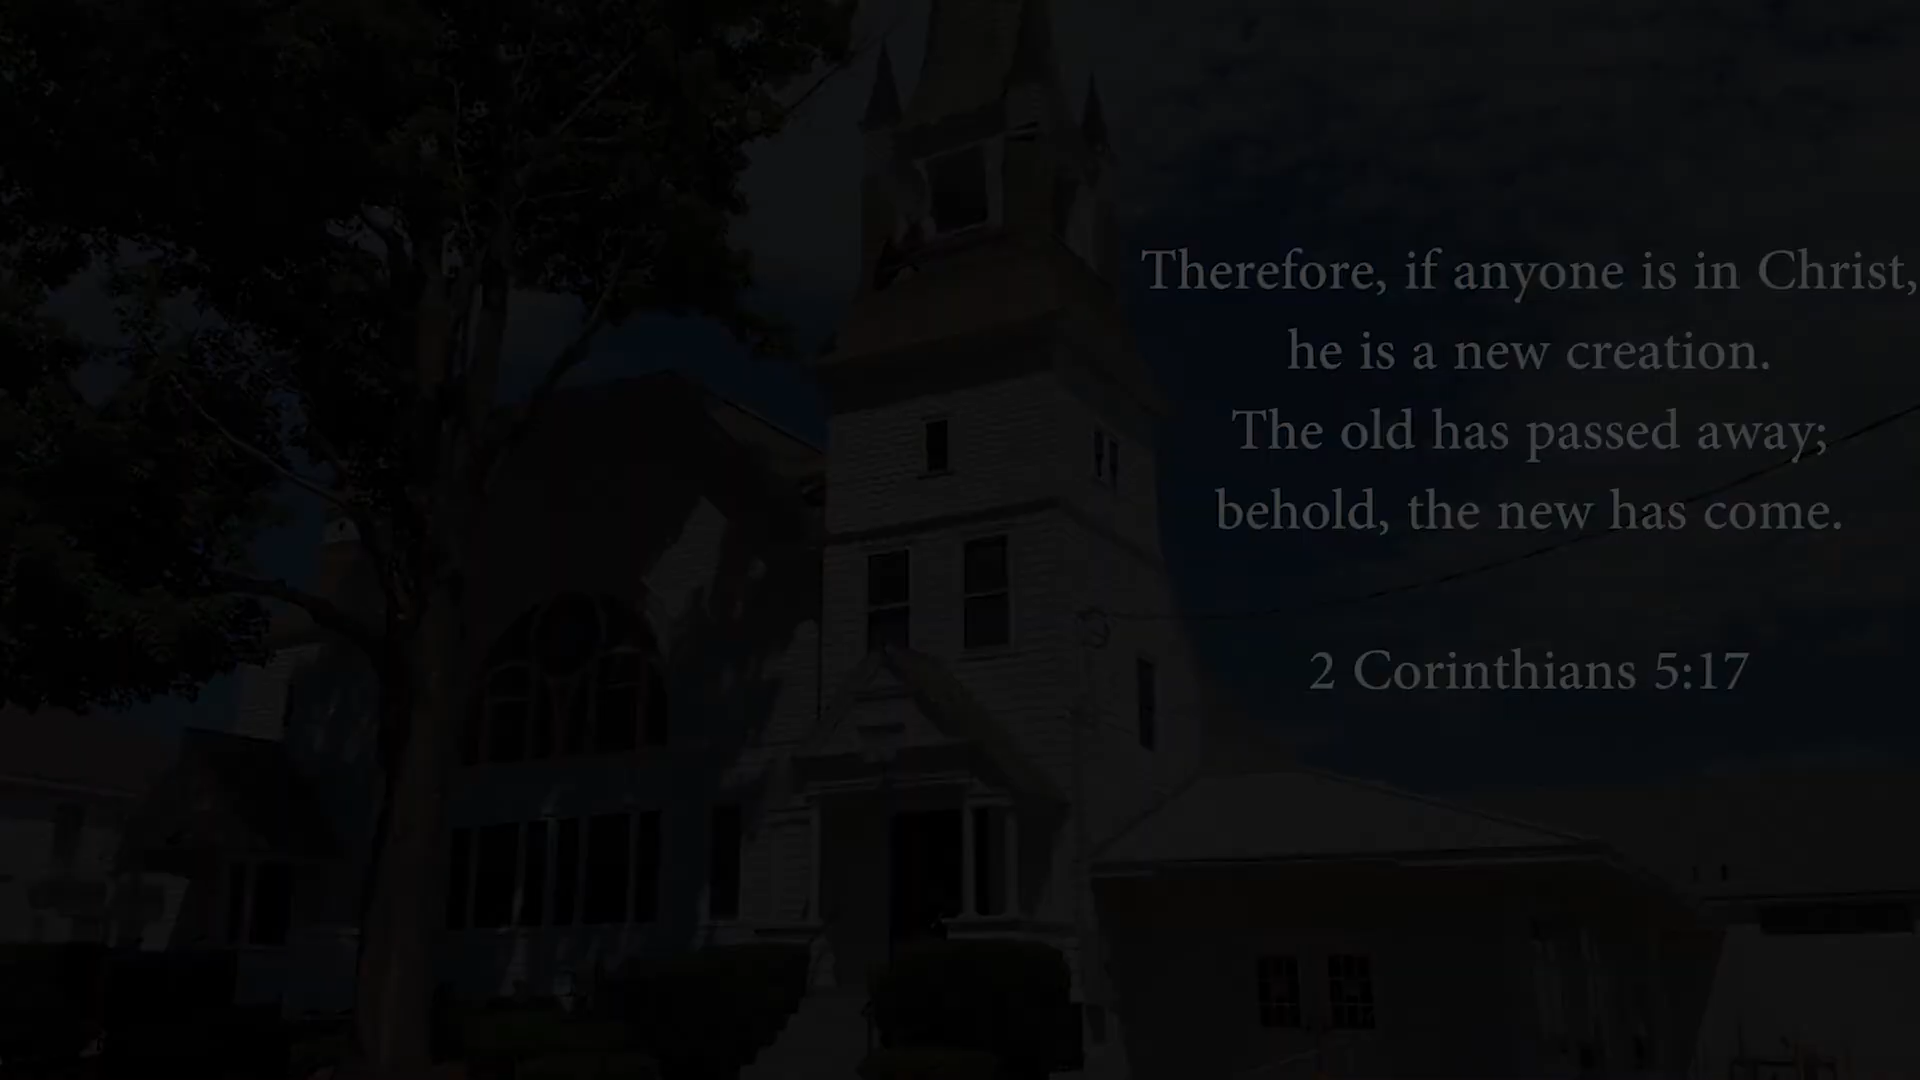 Therefore, if anyone is in Christ,
he is a new creation.
The old has passed away;
behold, the new has come.
2 Corinthians 5:17